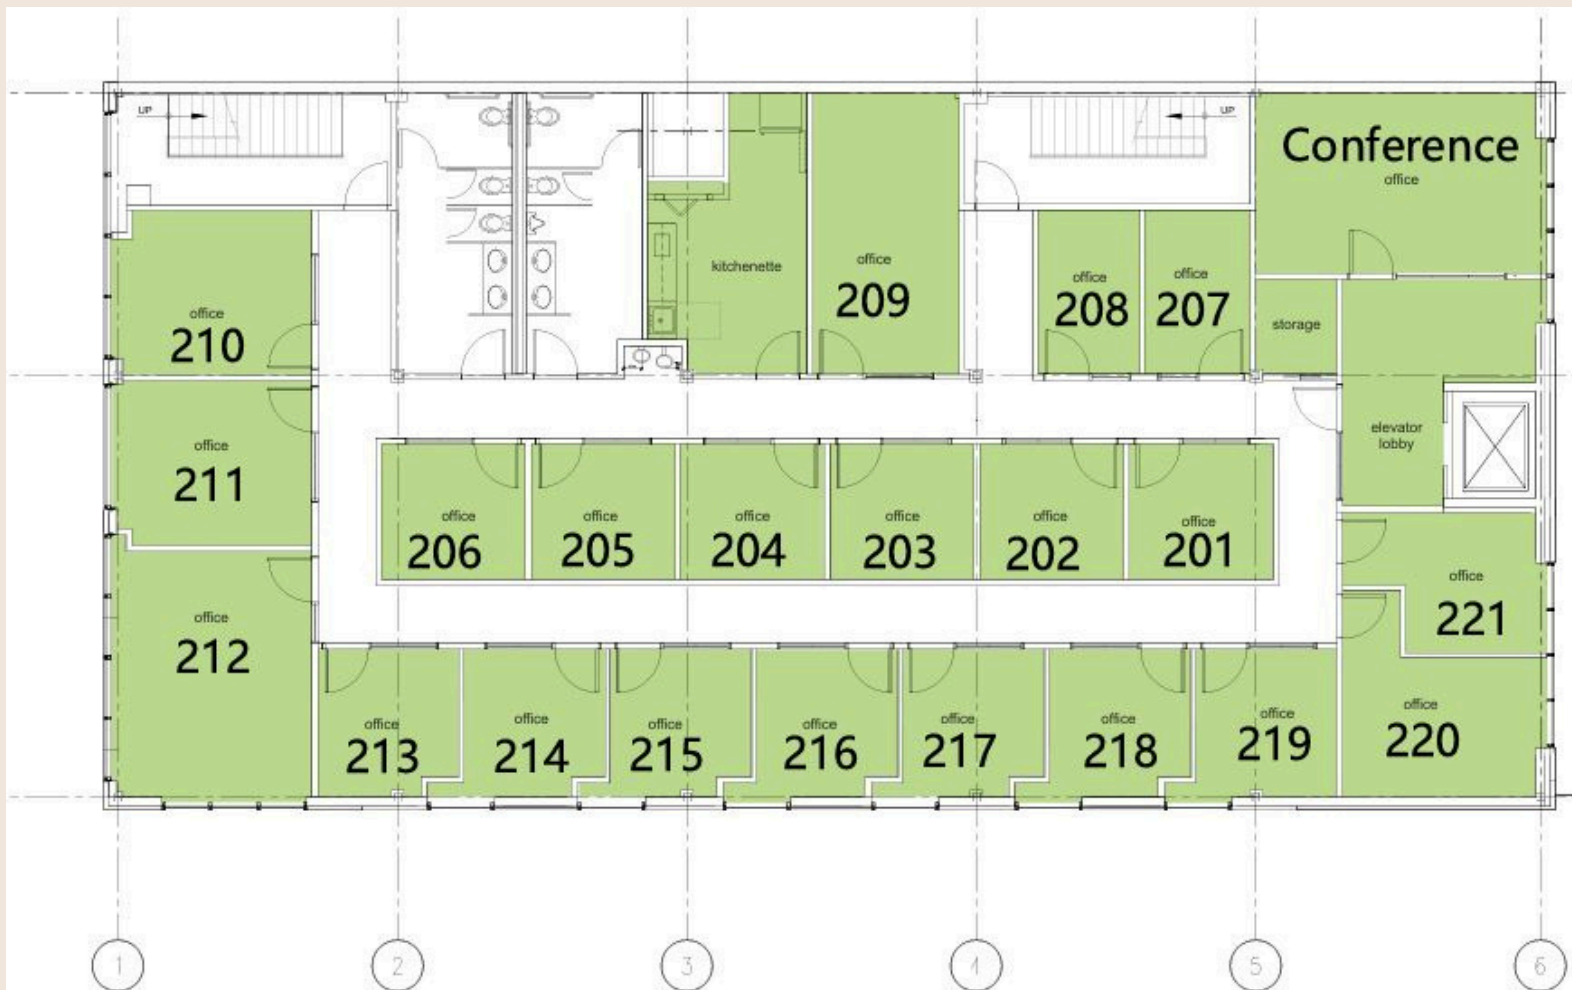 UP
UP
Conference
office
kitchenette
office
209
office
208
office
207
storage
office
210
office
211
elevator
lobby
office
206
office
205
office
204
office
203
office
202
office
201
office
221
office
212
office
213
office
214
office
215
office
216
office
217
office
218
office
219
office
220
1
2
3
4
5
6